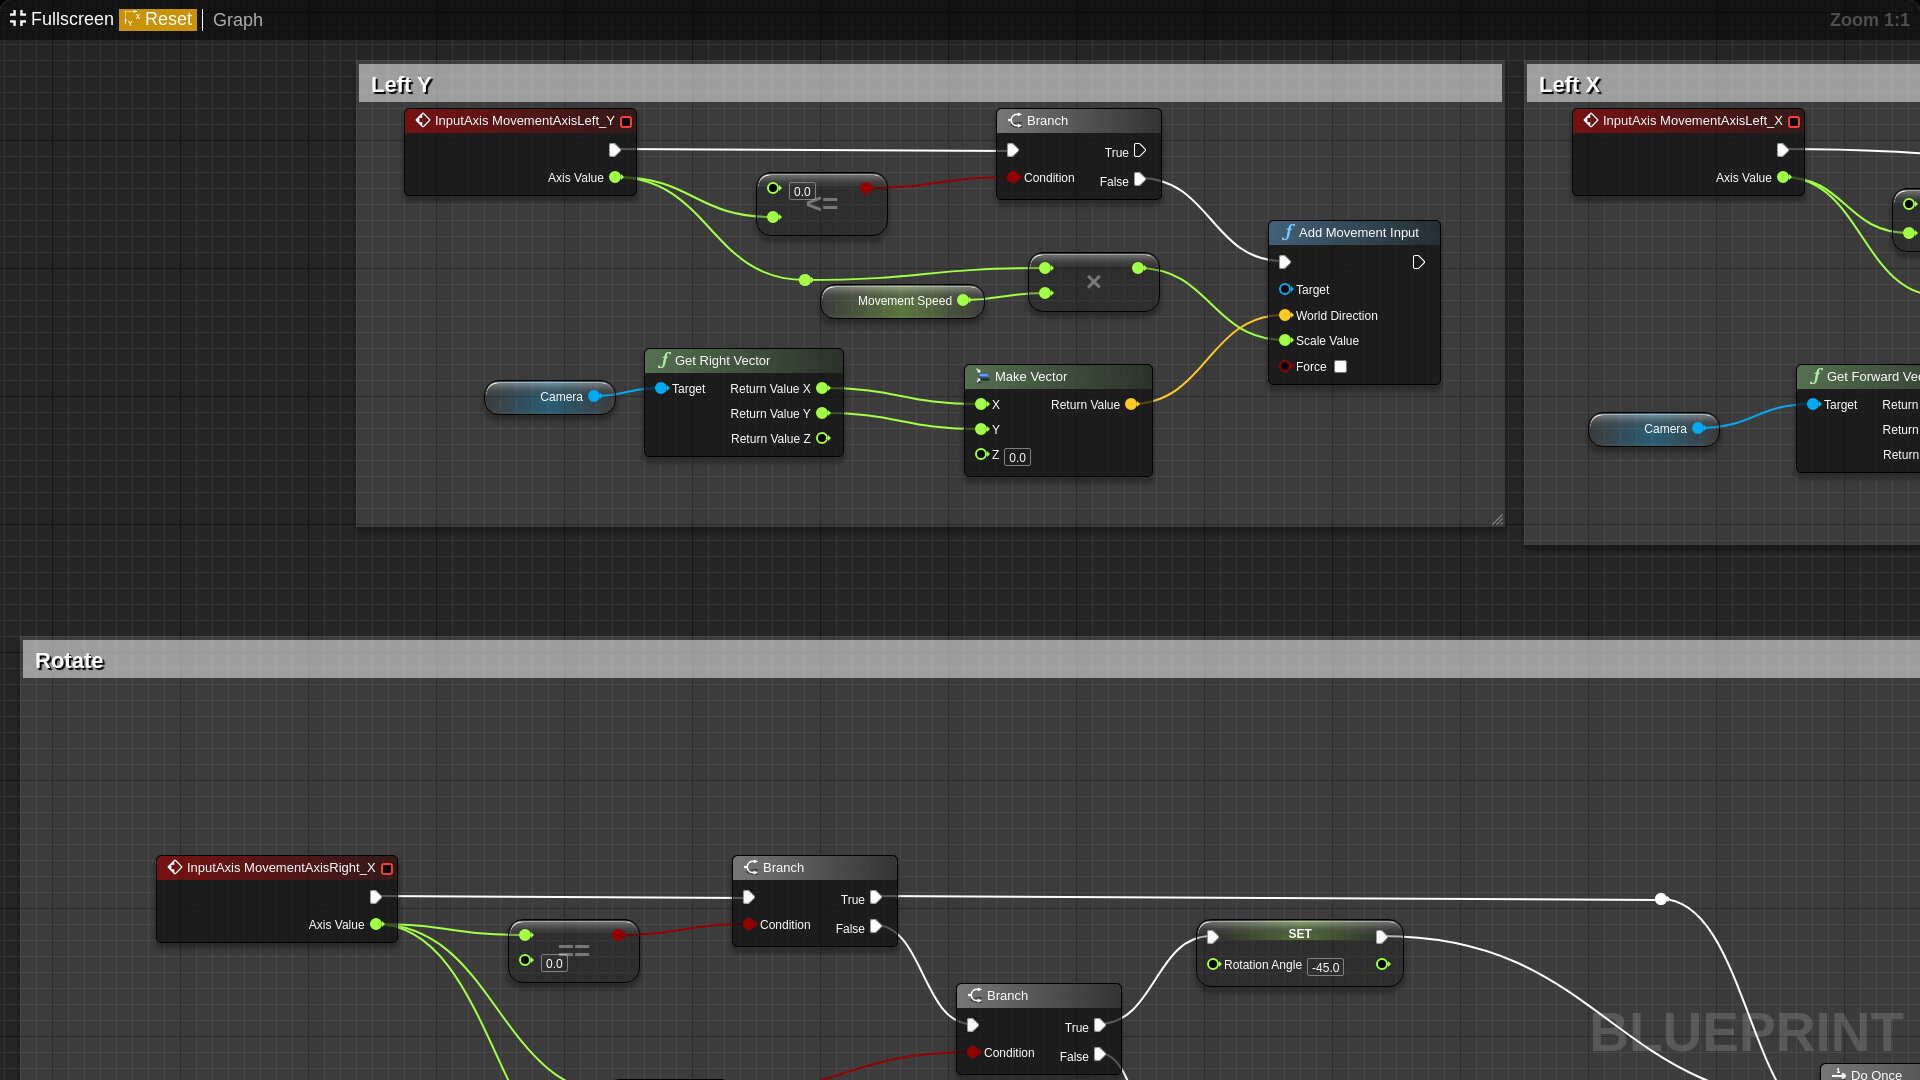 Fullscreen Reset Graph Zoom 1:1
Left Y
InputAxis MovementAxisLeft_Y
Axis Value
0.0
<=
Branch
True
Condition
False
Movement Speed
×
Add Movement Input
Target
World Direction
Scale Value
Force
Camera
Get Right Vector
Target Return Value X
Return Value Y
Return Value Z
Make Vector
X Return Value
Y
Z 0.0
Left X
InputAxis MovementAxisLeft_X
Axis Value
Camera
Get Forward
Target Return
Return
Return
Rotate
InputAxis MovementAxisRight_X
Axis Value
==
0.0
Branch
True
Condition
False
Branch
True
Condition
False
SET
Rotation Angle -45.0
BLUEPRINT
Do Once